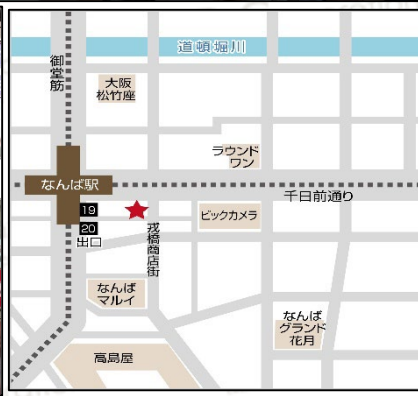 道頓堀川
御堂筋
大阪
松竹座
ラウンド
ワン
なんば駅
千日前通り
19
20
出口
ビックカメラ
戎橋商店街
なんば
マルイ
なんば
グランド
花月
高島屋